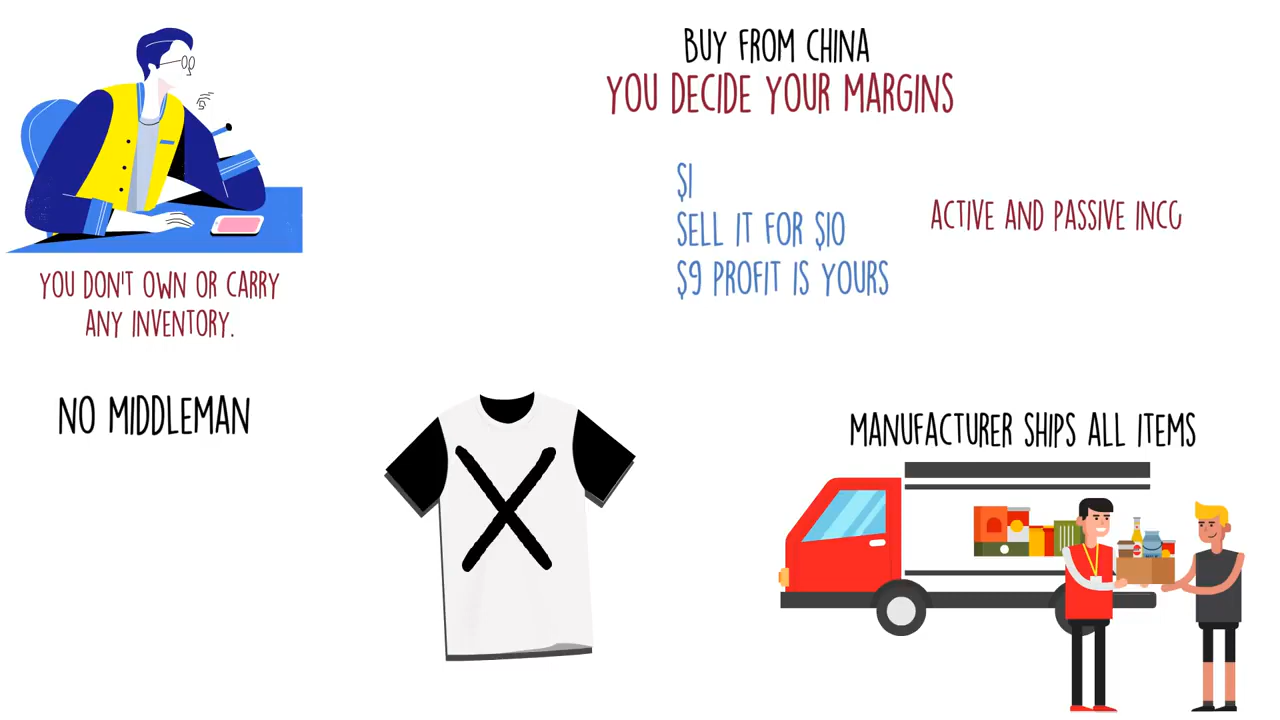 BUY FROM CHINA
YOU DECIDE YOUR MARGINS
$1
SELL IT FOR $10
$9 PROFIT IS YOURS
ACTIVE AND PASSIVE INCO
YOU DON'T OWN OR CARRY
ANY INVENTORY.
NO MIDDLEMAN
MANUFACTURER SHIPS ALL ITEMS